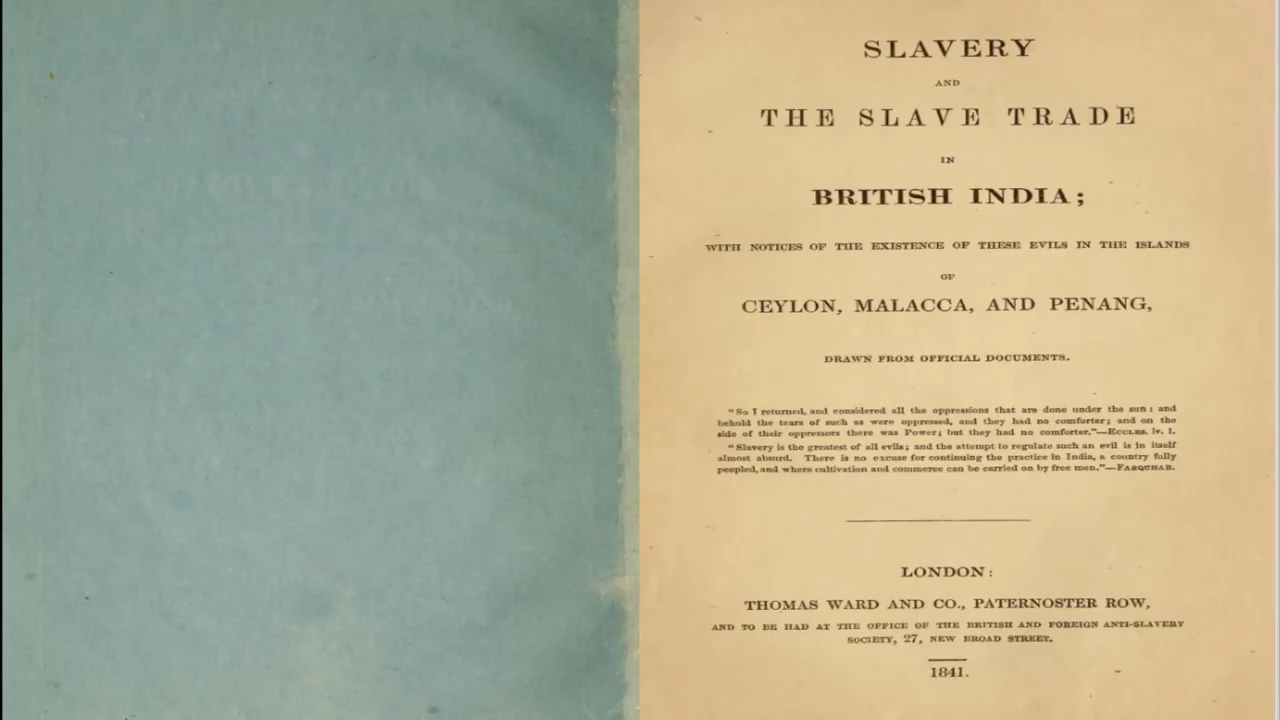 SLAVERY
AND
THE SLAVE TRADE
IN
BRITISH INDIA;
WITH NOTICES OF THE EXISTENCE OF THESE EVILS IN THE ISLANDS
OF
CEYLON, MALACCA, AND PENANG,
DRAWN FROM OFFICIAL DOCUMENTS.
"So I returned, and considered all the oppressions that are done under the sun: and
behold the tears of such as were oppressed, and they had no comforter; and on the
side of their oppressors there was Power; but they had no comforter."—ECCLES. iv. 1.
"Slavery is the greatest of all evils; and the attempt to regulate such an evil is in itself
almost absurd. There is no excuse for continuing the practice in India, a country fully
peopled, and where cultivation and commerce can be carried on by free men."—FARQUHAR.
LONDON:
THOMAS WARD AND CO., PATERNOSTER ROW,
AND TO BE HAD AT THE OFFICE OF THE BRITISH AND FOREIGN ANTI-SLAVERY
SOCIETY, 27, NEW BROAD STREET.
1841.